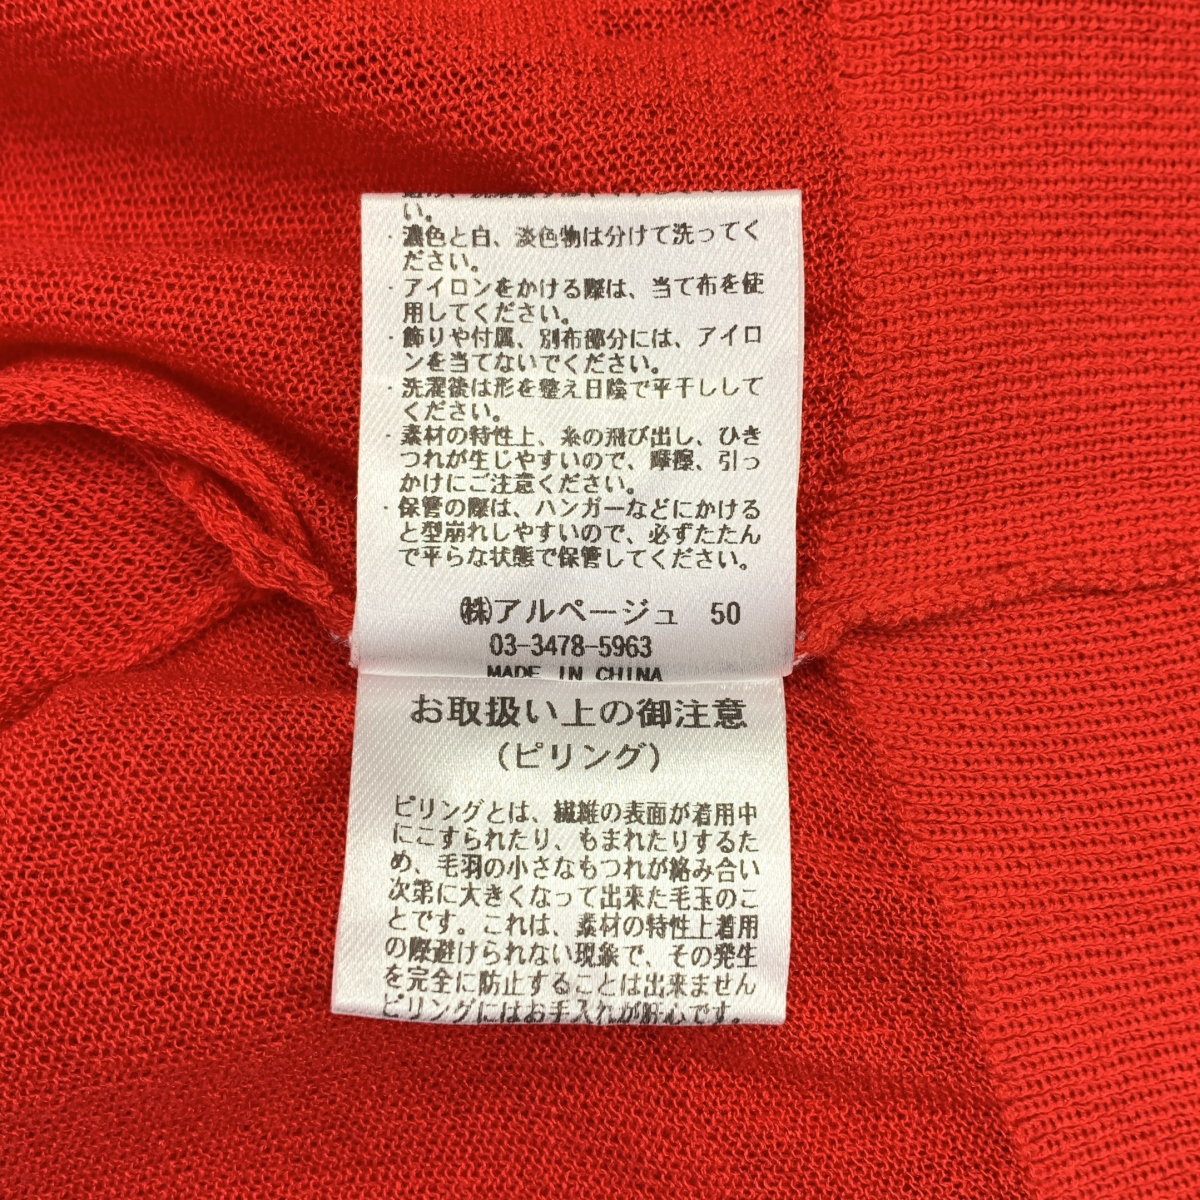 い。
・濃色と白、淡色物は分けて洗ってく
ださい。
・アイロンをかける際は、当て布を使
用してください。
・飾りや付属、別布部分には、アイロ
ンを当てないでください。
・洗濯後は形を整え日陰で平干しして
ください。
・素材の特性上、糸の飛び出し、ひき
つれが生じやすいので、摩擦、引っ
かけにご注意ください。
・保管の際は、ハンガーなどにかける
と型崩れしやすいので、必ずたたん
で平らな状態で保管してください。
㈱アルページュ 50
03-3478-5963
MADE IN CHINA
お取扱い上の御注意
(ピリング)
ピリングとは、繊維の表面が着用中
にこすられたり、もまれたりするた
め、毛羽の小さなもつれが絡み合い
次第に大きくなって出来た毛玉のこ
とです。これは、素材の特性上着用
の際避けられない現象で、その発生
を完全に防止することは出来ません
ピリングにはお手入れが肝心です。